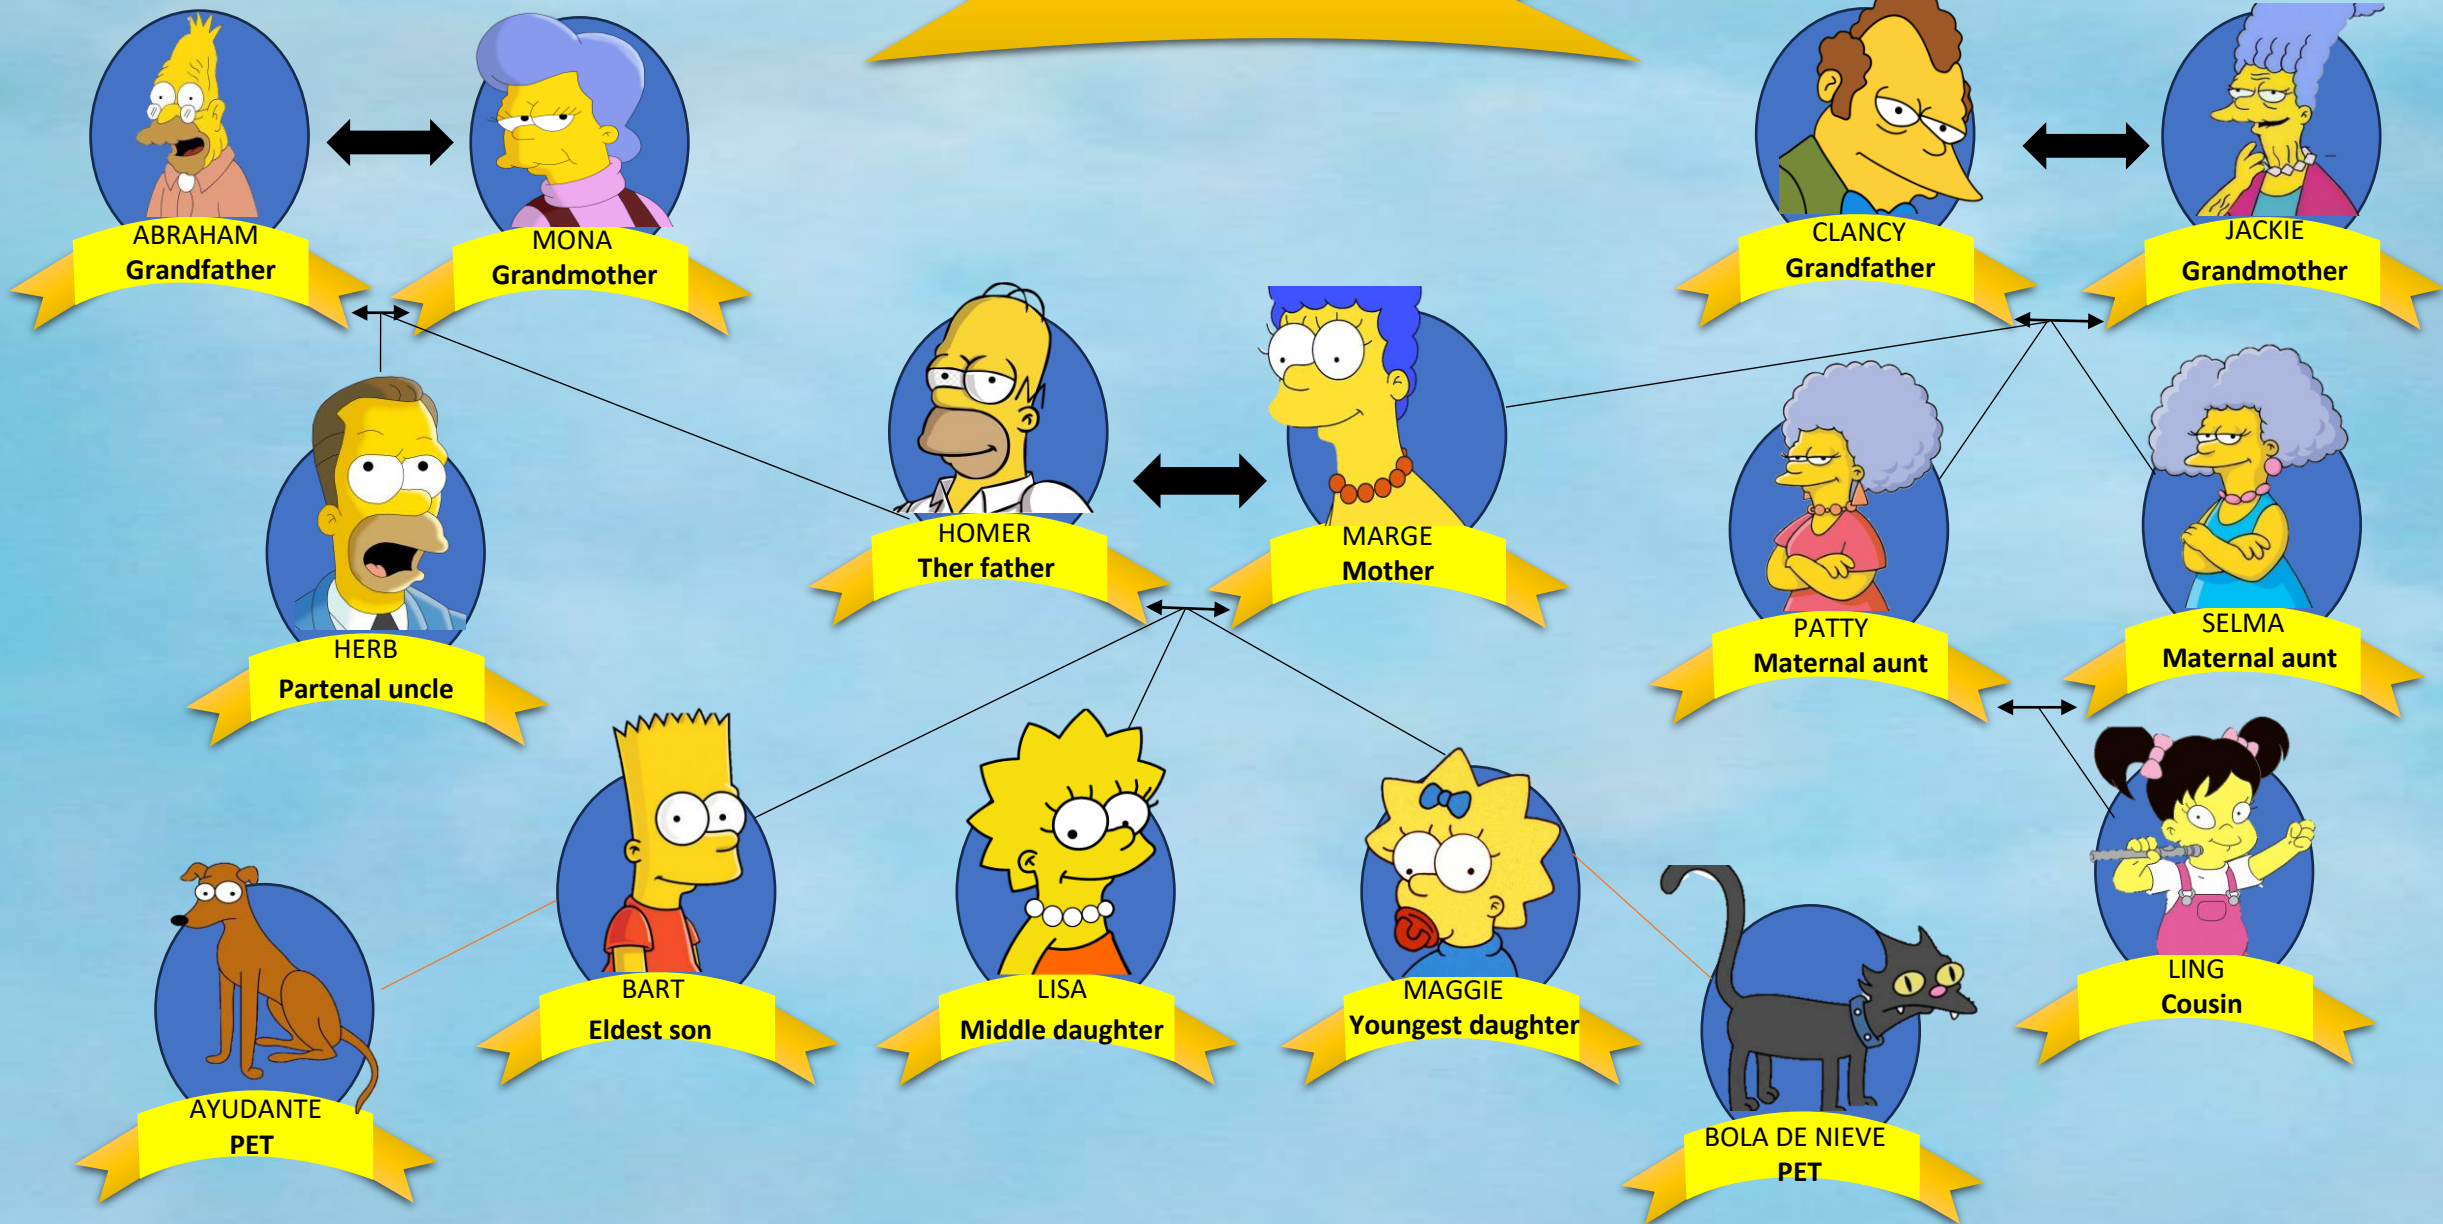 ABRAHAM
Grandfather
MONA
Grandmother
CLANCY
Grandfather
JACKIE
Grandmother
HOMER
Ther father
MARGE
Mother
HERB
Partenal uncle
PATTY
Maternal aunt
SELMA
Maternal aunt
BART
Eldest son
LISA
Middle daughter
MAGGIE
Youngest daughter
LING
Cousin
AYUDANTE
PET
BOLA DE NIEVE
PET